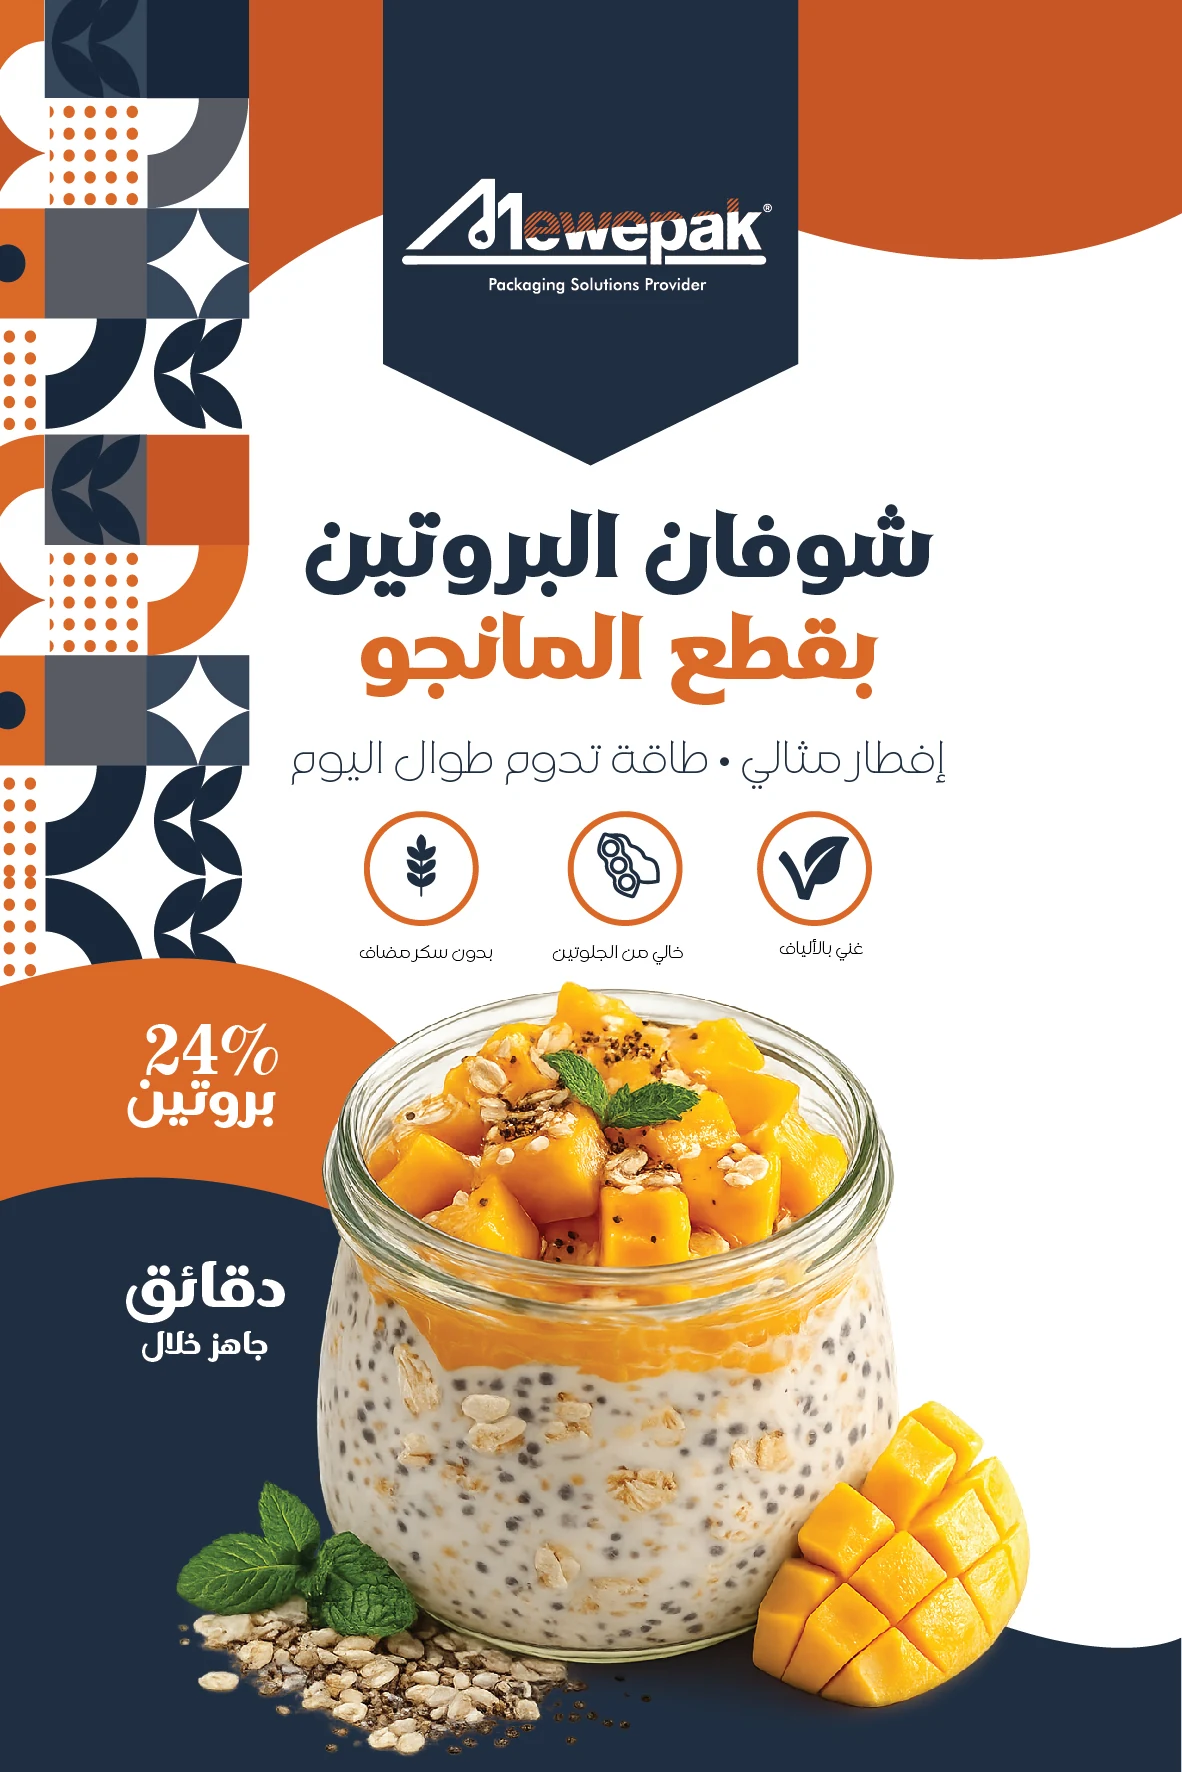 Mewepak®
Packaging Solutions Provider
شوفان البروتين
بقطع المانجو
إفطار مثالي • طاقة تدوم طوال اليوم
غني بالألياف
خالي من الجلوتين
بدون سكر مضاف
24%
بروتين
دقائق
جاهز خلال